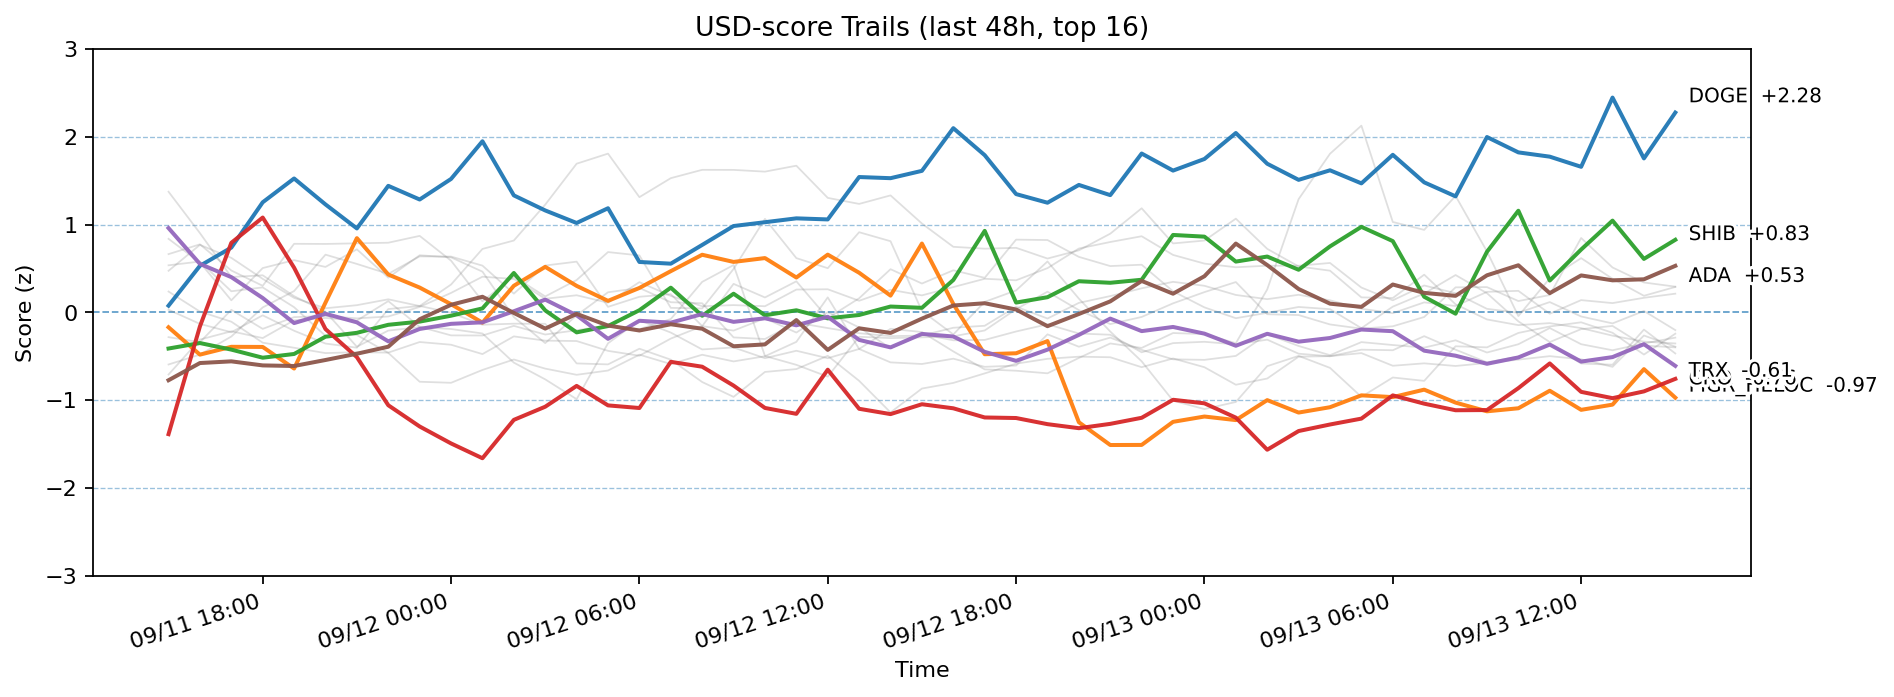 USD-score Trails (last 48h, top 16)
3
2
1
0
−1
−2
−3
Score (z)
DOGE +2.28
SHIB +0.83
ADA +0.53
TRX -0.61
-0.97
09/11 18:00
09/12 00:00
09/12 06:00
09/12 12:00
09/12 18:00
09/13 00:00
09/13 06:00
09/13 12:00
Time